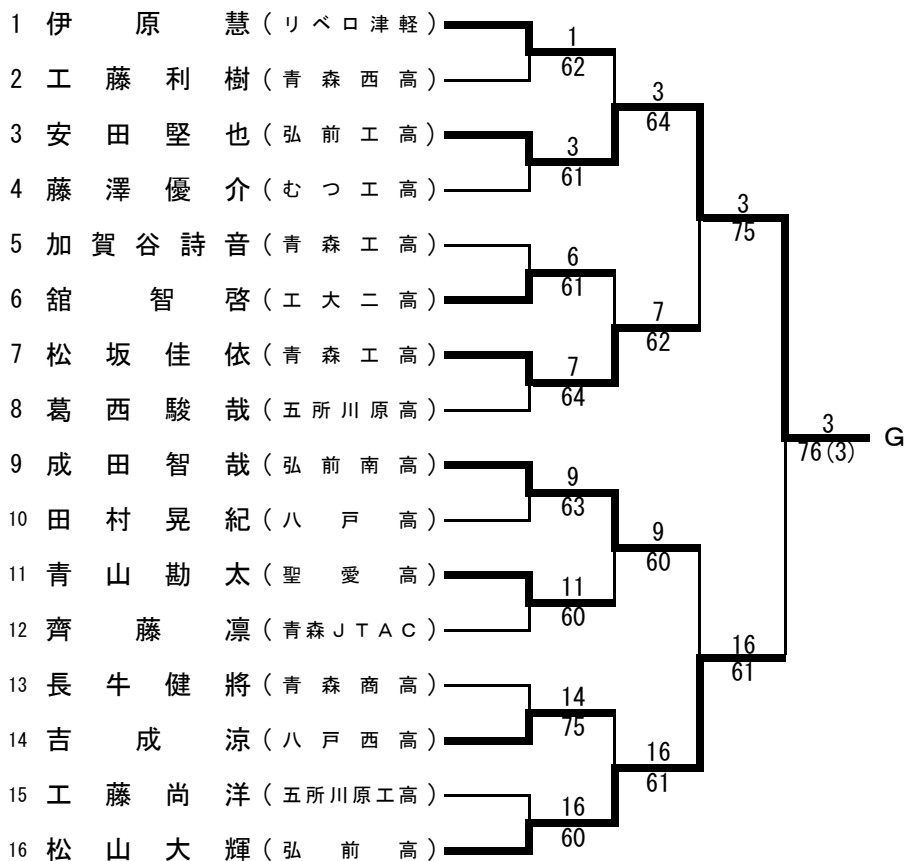 1 伊原慧 (リベロ津軽)
1
62
2 工藤利樹 (青森西高)
3
64
3 安田堅也 (弘前工高)
3
61
4 藤澤優介 (むつ工高)
3
75
5 加賀谷詩音 (青森工高)
6
61
6 舘智啓 (工大二高)
7
62
7 松坂佳依 (青森工高)
7
64
8 葛西駿哉 (五所川原高)
3
76(3)
G
9 成田智哉 (弘前南高)
9
63
10 田村晃紀 (八戸高)
9
60
11 青山勘太 (聖愛高)
11
60
12 齊藤凛 (青森JTAC)
16
61
13 長牛健將 (青森商高)
14
75
14 吉成涼 (八戸西高)
16
61
15 工藤尚洋 (五所川原工高)
16
60
16 松山大輝 (弘前高)